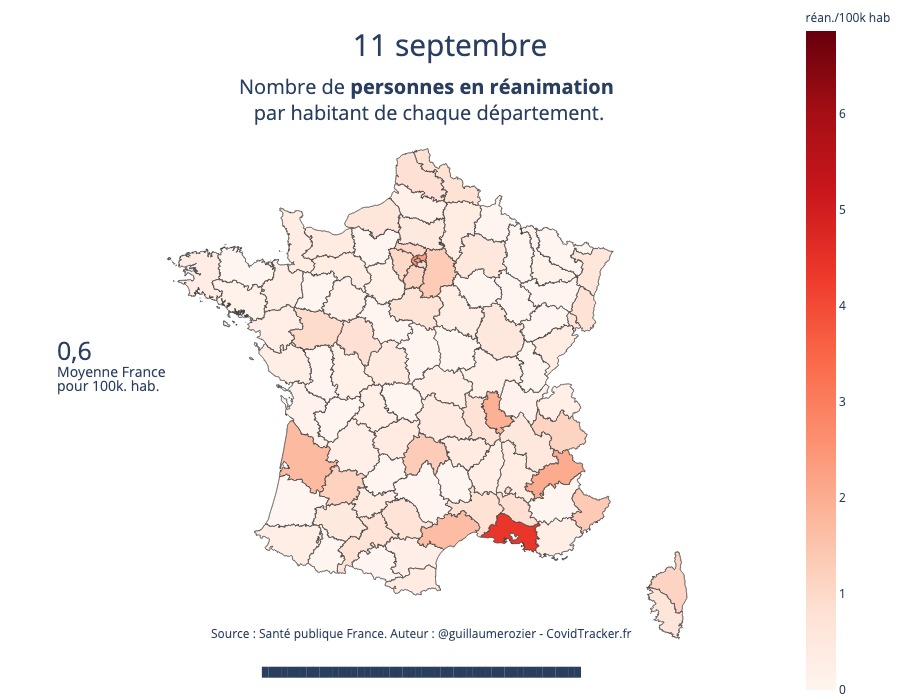 réan./100k hab
11 septembre
Nombre de personnes en réanimation
par habitant de chaque département.
6
5
4
0,6
Moyenne France
pour 100k. hab.
3
2
1
Source : Santé publique France. Auteur : @guillaumerozier - CovidTracker.fr
0